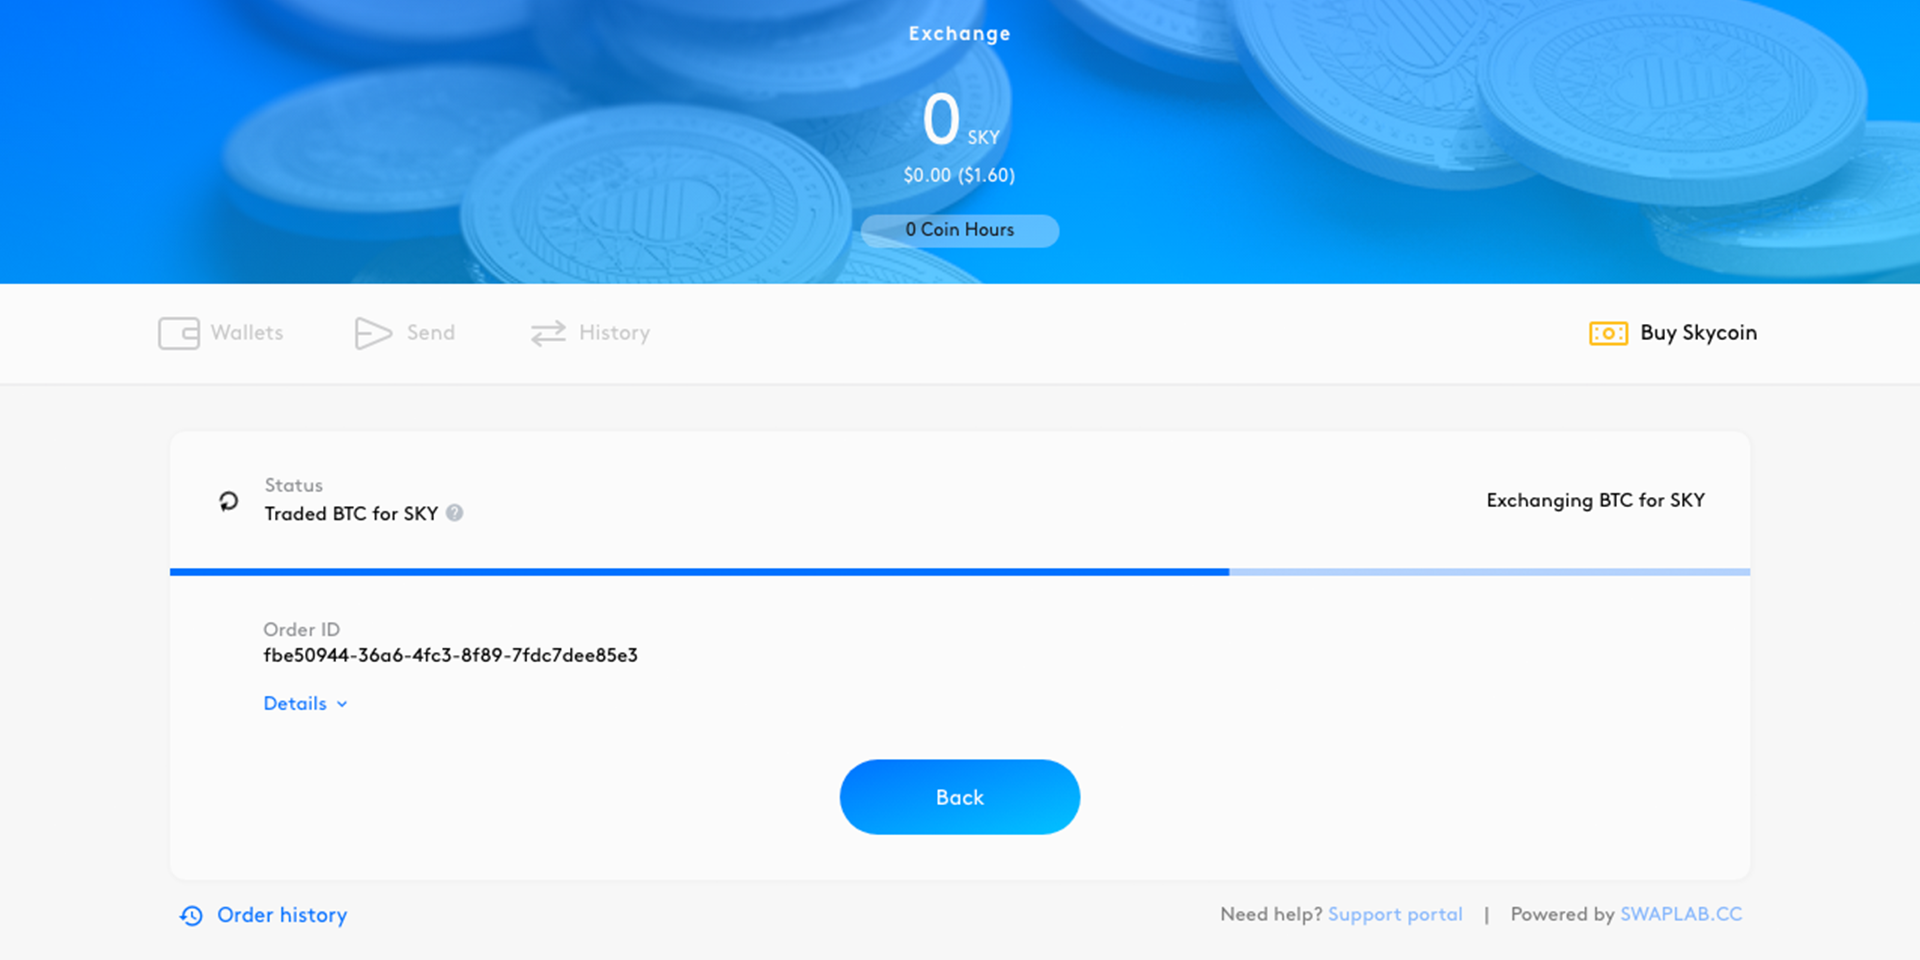 Exchange
0 SKY
$0.00 ($1.60)
0 Coin Hours
Wallets
Send
History
Buy Skycoin
Status
Traded BTC for SKY ?
Exchanging BTC for SKY
Order ID
fbe50944-36a6-4fc3-8f89-7fdc7dee85e3
Details
Back
Order history
Need help? Support portal | Powered by SWAPLAB.CC